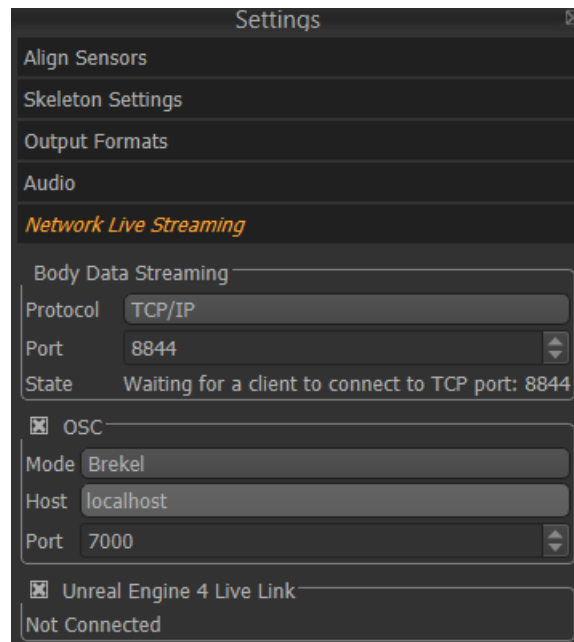 Settings
Align Sensors
Skeleton Settings
Output Formats
Audio
Network Live Streaming
Body Data Streaming
Protocol TCP/IP
Port 8844
State Waiting for a client to connect to TCP port: 8844
OSC
Mode Brekel
Host localhost
Port 7000
Unreal Engine 4 Live Link
Not Connected